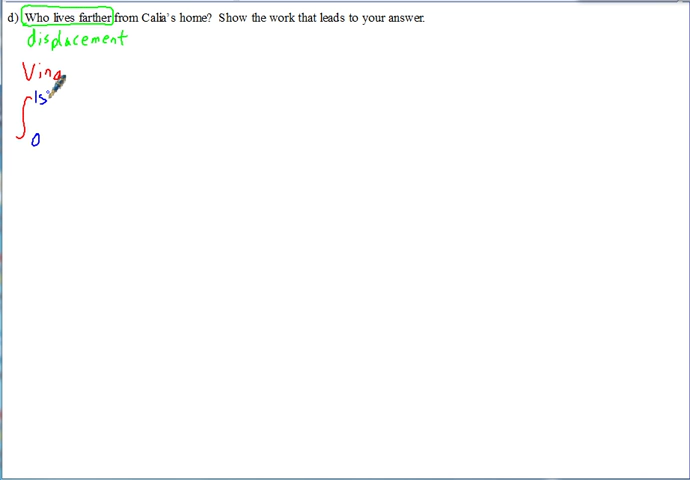 d) Who lives farther from Calia's home? Show the work that leads to your answer.
displacement
Vina
∫ 15
0